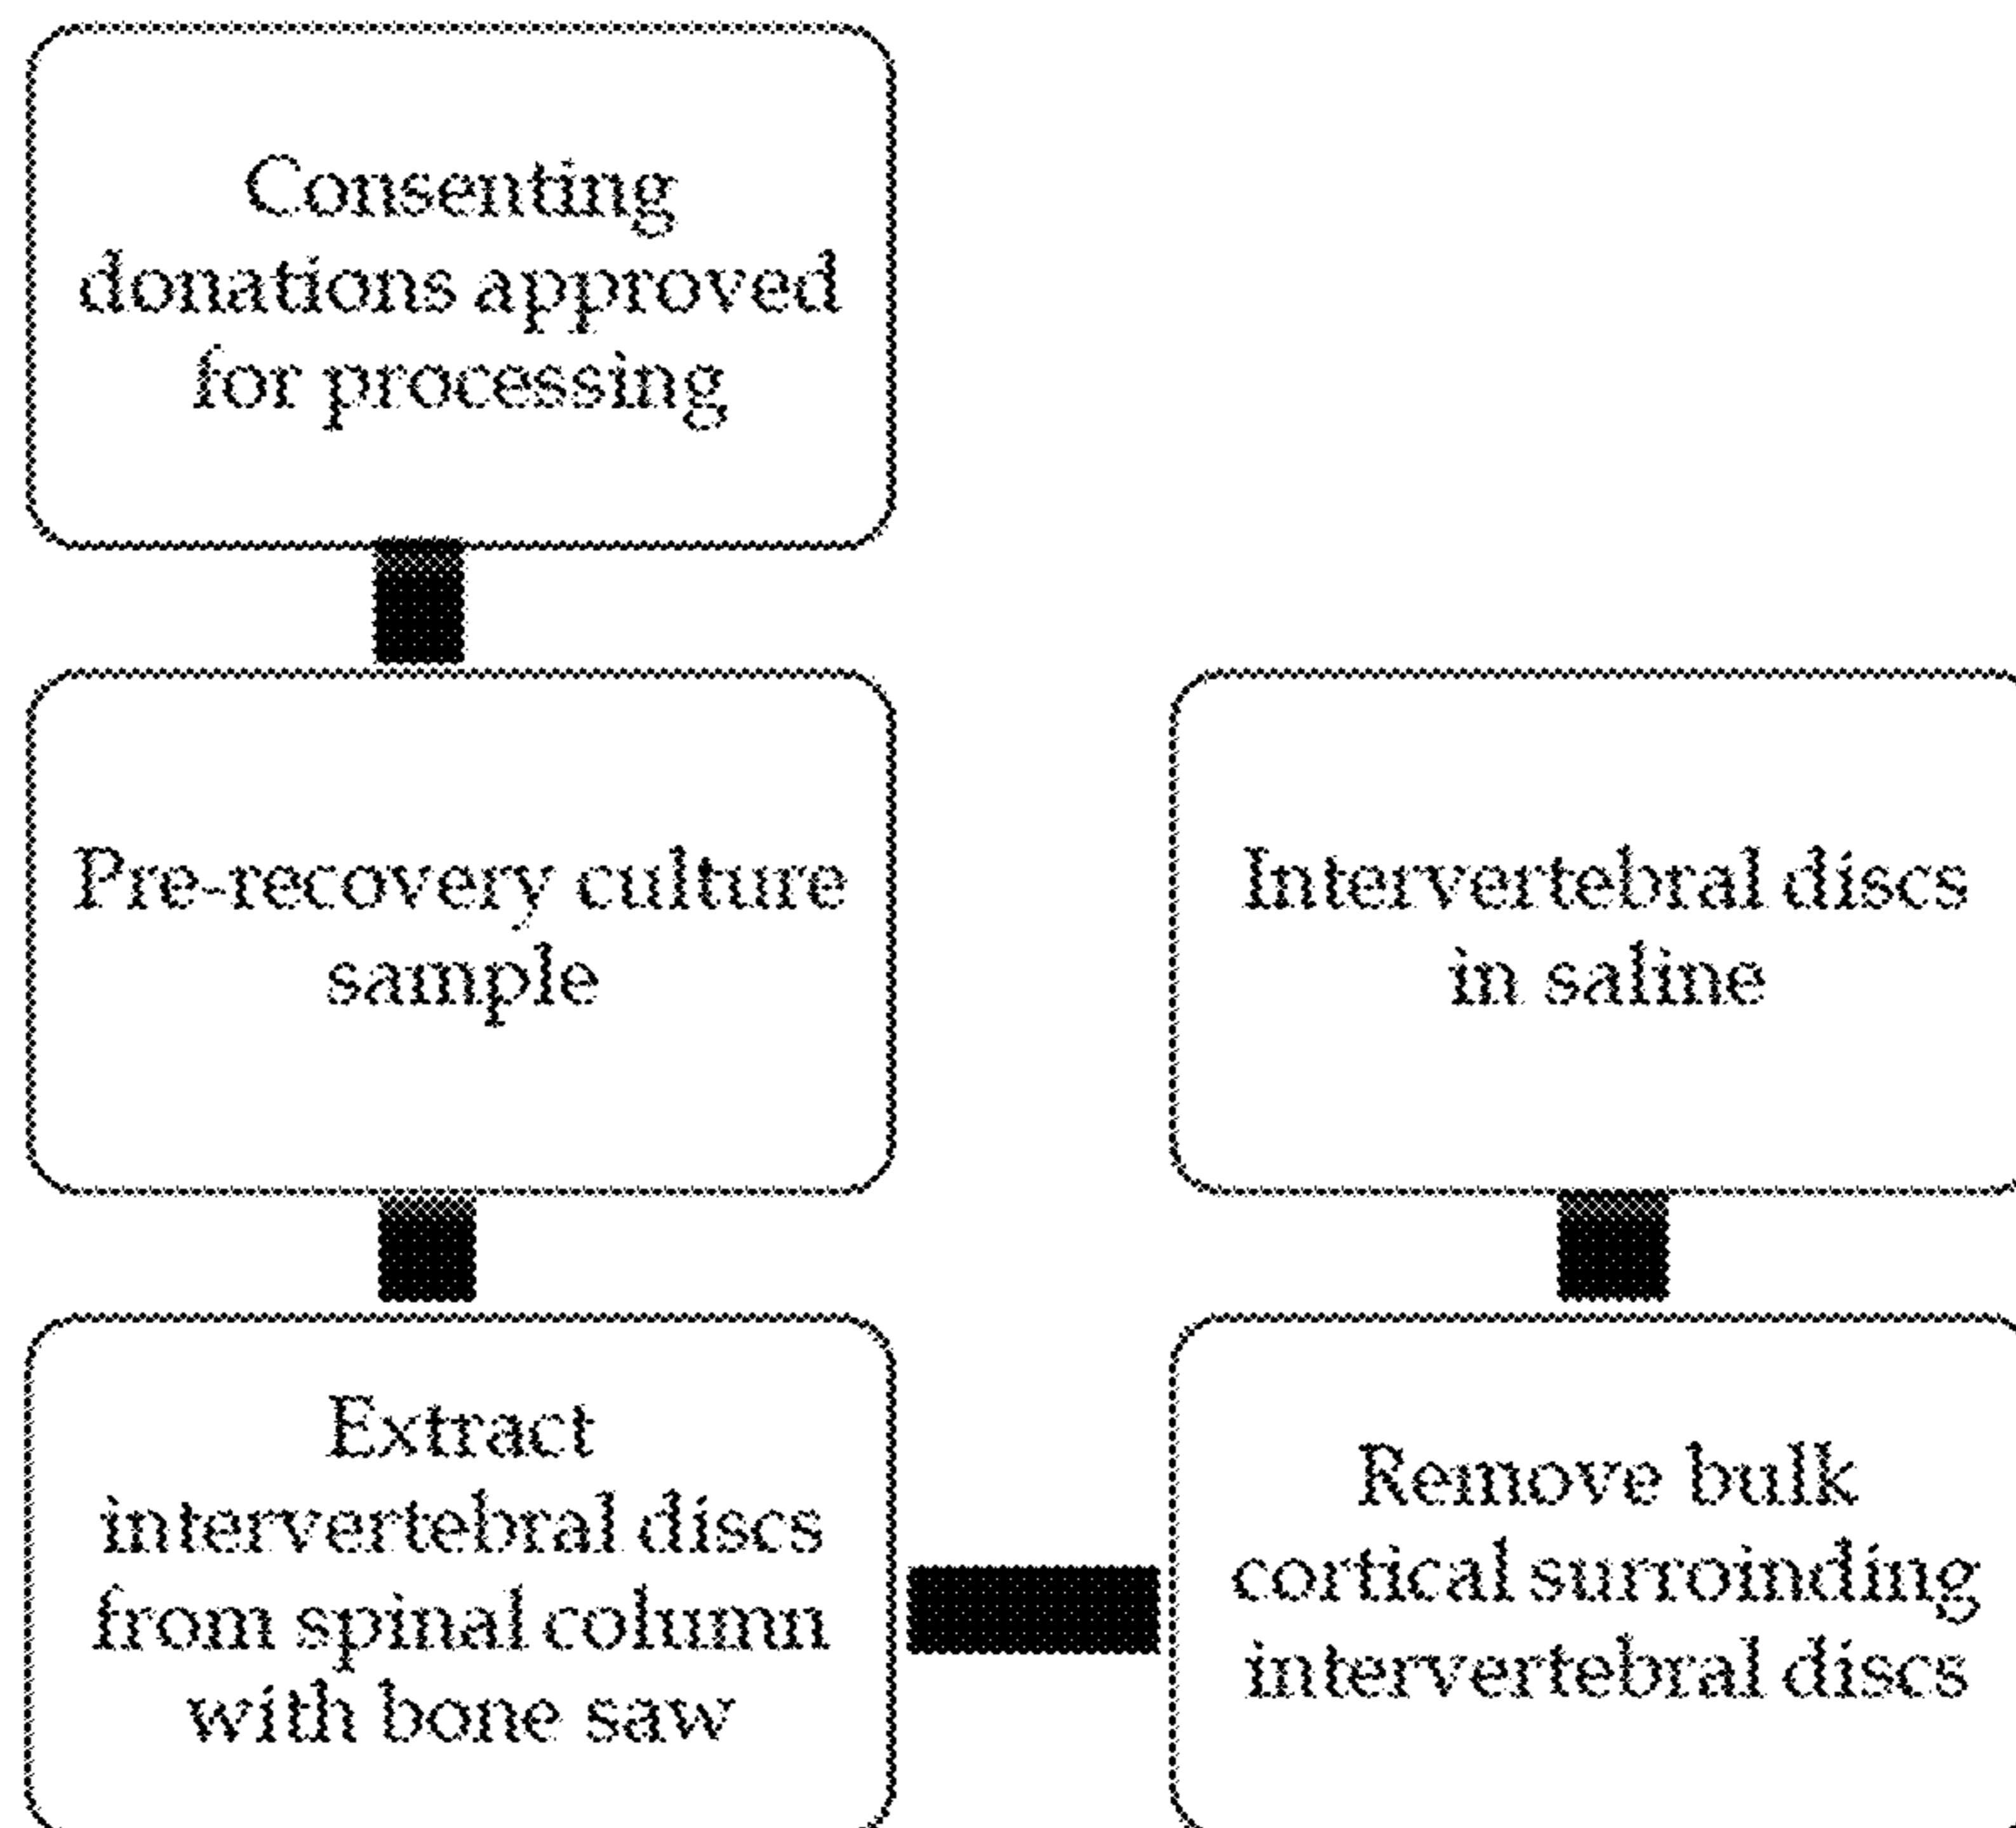 Consenting
donations approved
for processing
Pre-recovery culture
sample
Extract
intervertebral discs
from spinal column
with bone saw
Remove bulk
cortical surroinding
intervertebral discs
Intervertebral discs
in saline